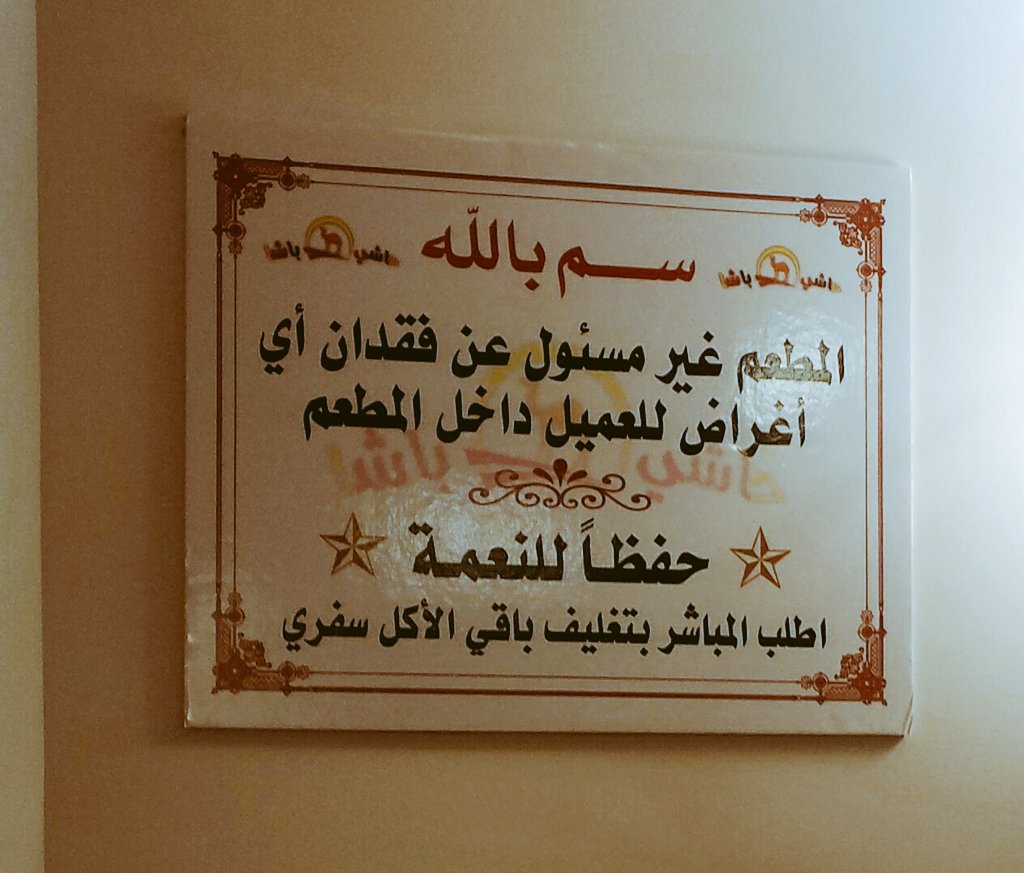 سم بالله
المطعم غير مسئول عن فقدان أي
أغراض للعميل داخل المطعم
حفظاً للنعمة
اطلب المباشر بتغليف باقي الأكل سفري